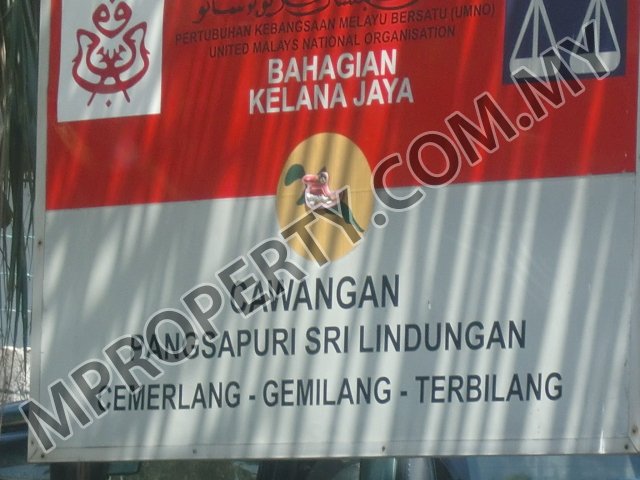 PERTUBUHAN KEBANGSAAN MELAYU BERSATU (UMNO)
UNITED MALAYS NATIONAL ORGANISATION
BAHAGIAN
KELANA JAYA
CAWANGAN
PANGSAPURI SRI LINDUNGAN
CEMERLANG - GEMILANG - TERBILANG
MPROPERTY.COM.MY